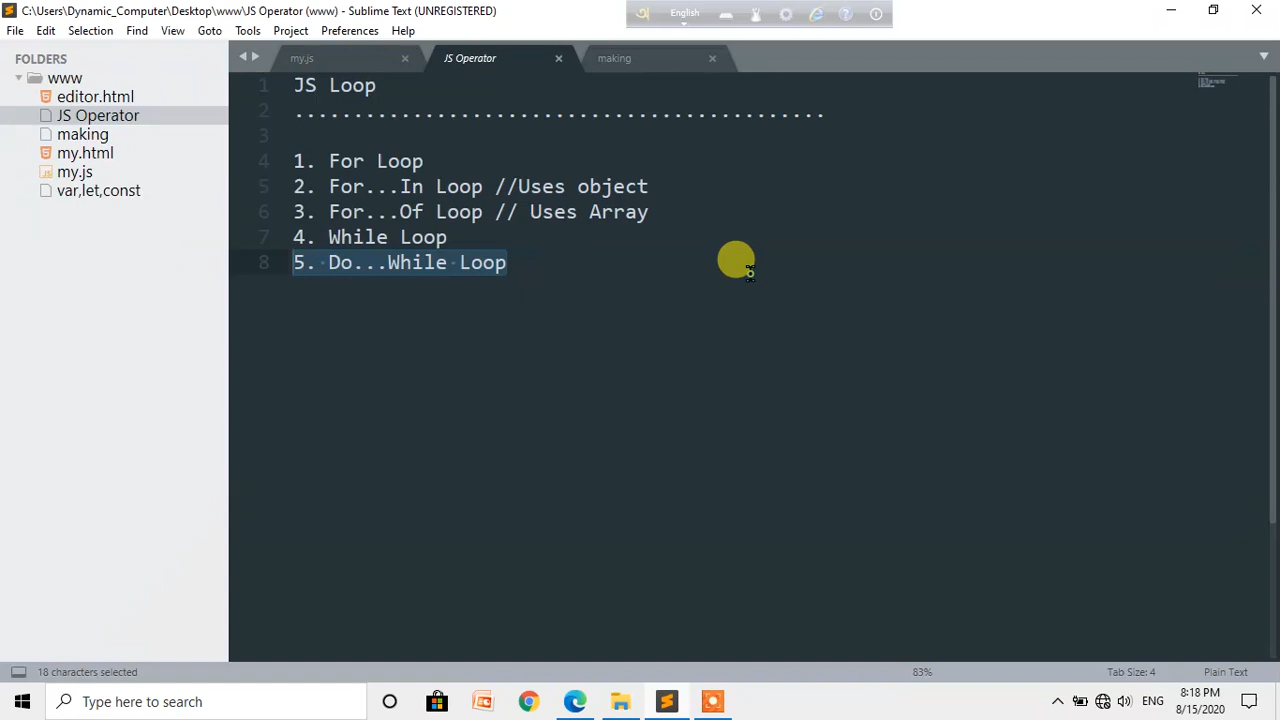 C:\Users\Dynamic_Computer\Desktop\www\JS Operator (www) - Sublime Text (UNREGISTERED)
অ English
File Edit Selection Find View Goto Tools Project Preferences Help
FOLDERS
www
editor.html
JS Operator
making
my.html
my.js
var,let,const
my.js × JS Operator × making ×
1 JS Loop
2 .............................................
3
4 1. For Loop
5 2. For...In Loop //Uses object
6 3. For...Of Loop // Uses Array
7 4. While Loop
8 5. Do...While Loop
18 characters selected 83% Tab Size: 4 Plain Text
Type here to search
ENG
8:18 PM
8/15/2020